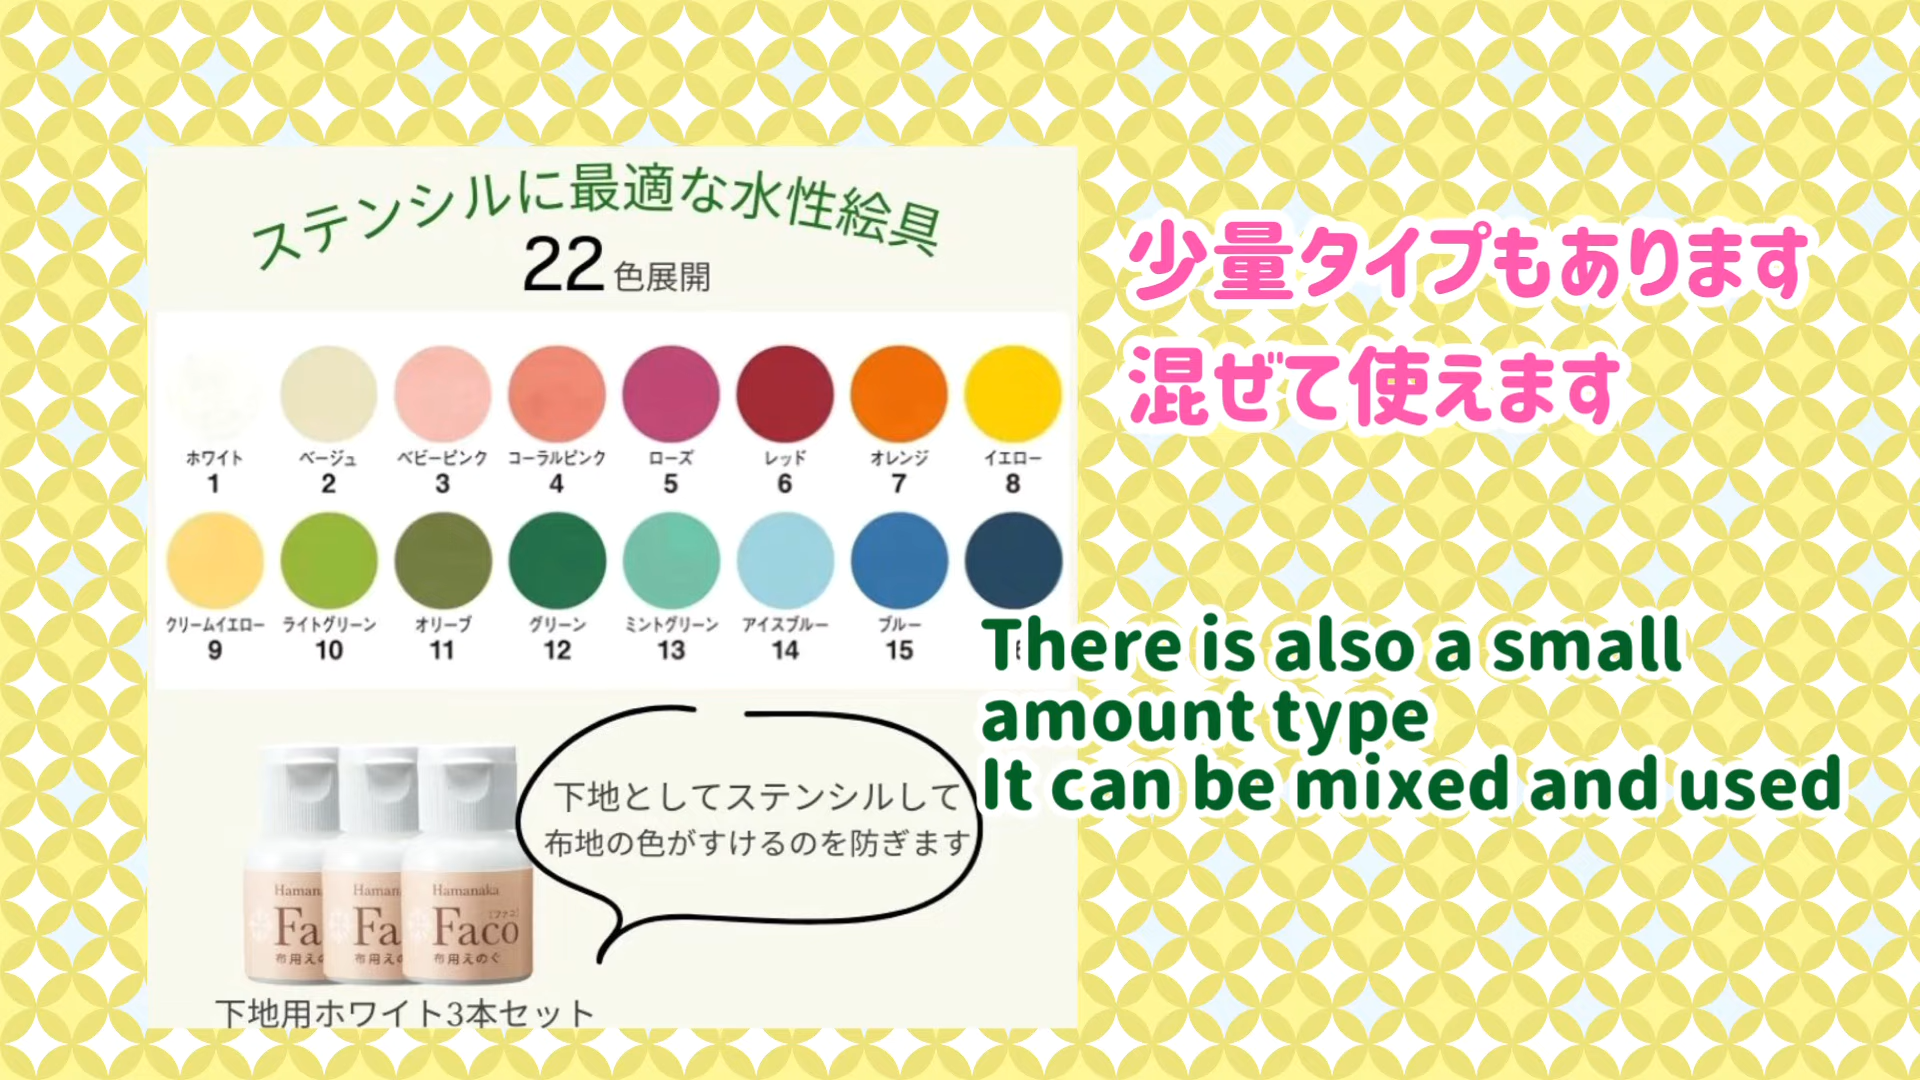 ステンシルに最適な水性絵具
22色展開
ホワイト ベージュ ベビーピンク コーラルピンク ローズ レッド オレンジ イエロー
1 2 3 4 5 6 7 8
クリームイエロー ライトグリーン オリーブ グリーン ミントグリーン アイスブルー ブルー
9 10 11 12 13 14 15
下地としてステンシルして
布地の色がすけるのを防ぎます
Hamanaka
Faco
[ファコ]
布用えのぐ
下地用ホワイト3本セット
少量タイプもあります
混ぜて使えます
There is also a small
amount type
It can be mixed and used